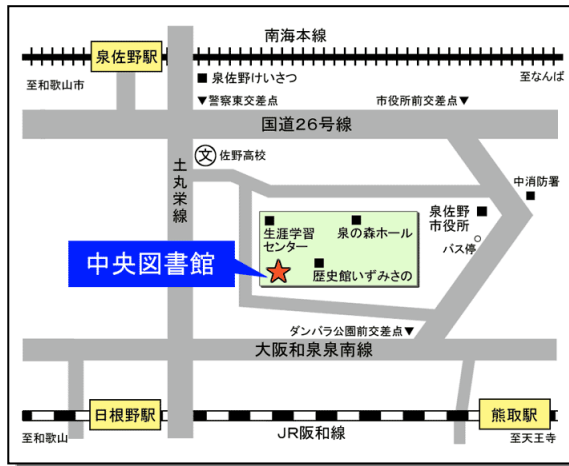 南海本線
泉佐野駅
至和歌山市
■泉佐野けいさつ
至なんば
▼警察東交差点
市役所前交差点▼
国道26号線
土丸栄線
文
佐野高校
中消防署
生涯学習
センター
泉の森ホール
泉佐野
市役所
バス停
中央図書館
歴史館いずみさの
ダンバラ公園前交差点▼
大阪和泉泉南線
日根野駅
熊取駅
至和歌山
JR阪和線
至天王寺